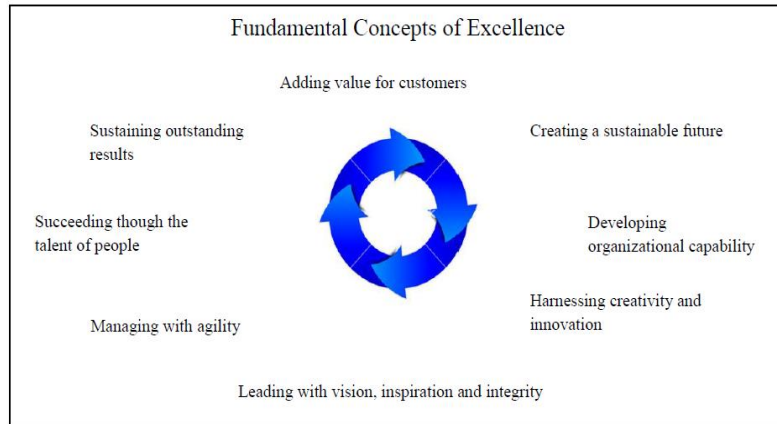 Fundamental Concepts of Excellence
Adding value for customers
Sustaining outstanding
results
Creating a sustainable future
Succeeding though the
talent of people
Developing
organizational capability
Harnessing creativity and
innovation
Managing with agility
Leading with vision, inspiration and integrity